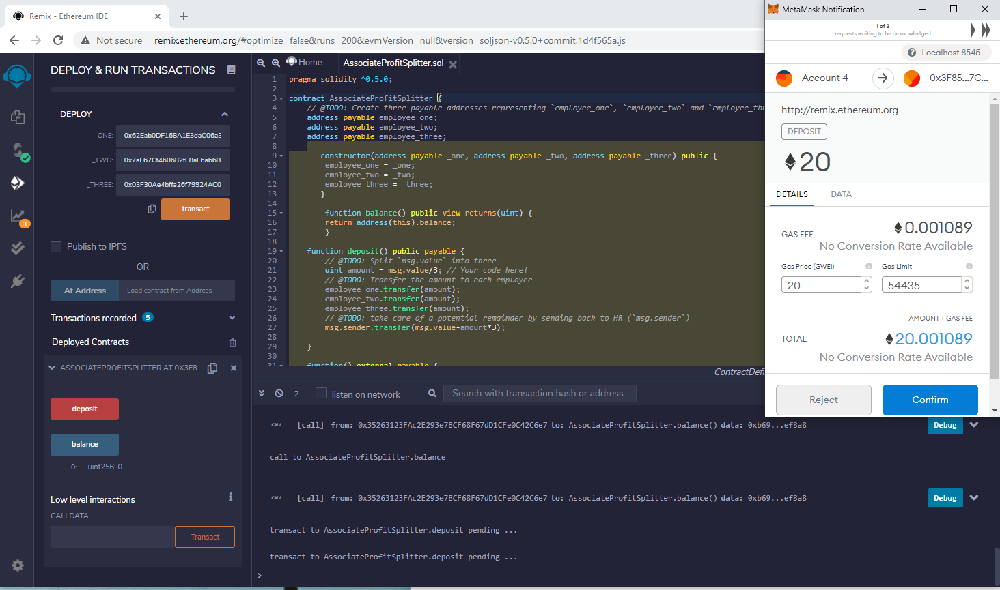 Remix - Ethereum IDE
Not secure
remix.ethereum.org/#optimize=false&runs=200&evmVersion=null&version=soljson-v0.5.0+commit.1d4f565a.js
DEPLOY & RUN TRANSACTIONS
DEPLOY
_ONE:
0x62Eab0DF168A1E3daC06a3
_TWO:
0x7aF67Cf460682fF8aF6ab6B
_THREE:
0x03F30Ae4bffa26f79924AC0
transact
3
Publish to IPFS
OR
At Address
Load contract from Address
Transactions recorded
5
Deployed Contracts
ASSOCIATEPROFITSPLITTER AT 0X3F8
deposit
balance
0: uint256: 0
Low level interactions
CALLDATA
Transact
Home
AssociateProfitSplitter.sol
1 pragma solidity ^0.5.0;
2
3 contract AssociateProfitSplitter {
4 // @TODO: Create three payable addresses representing `employee_one`, `employee_two` and `employee_thr
5 address payable employee_one;
6 address payable employee_two;
7 address payable employee_three;
8
9 constructor(address payable _one, address payable _two, address payable _three) public {
10 employee_one = _one;
11 employee_two = _two;
12 employee_three = _three;
13 }
14
15 function balance() public view returns(uint) {
16 return address(this).balance;
17 }
18
19 function deposit() public payable {
20 // @TODO: Split `msg.value` into three
21 uint amount = msg.value/3; // Your code here!
22 // @TODO: Transfer the amount to each employee
23 employee_one.transfer(amount);
24 employee_two.transfer(amount);
25 employee_three.transfer(amount);
26 // @TODO: take care of a potential remainder by sending back to HR (`msg.sender`)
27 msg.sender.transfer(msg.value-amount*3);
28
29 }
30
31 function() external payable {
ContractDefi
2
listen on network
Search with transaction hash or address
CALL [call] from: 0x35263123FAc2E293e7BCF68F67dD1CFe0C42C6e7 to: AssociateProfitSplitter.balance() data: 0xb69...ef8a8
Debug
call to AssociateProfitSplitter.balance
CALL [call] from: 0x35263123FAc2E293e7BCF68F67dD1CFe0C42C6e7 to: AssociateProfitSplitter.balance() data: 0xb69...ef8a8
Debug
transact to AssociateProfitSplitter.deposit pending ...
transact to AssociateProfitSplitter.deposit pending ...
>
MetaMask Notification
1 of 2
requests waiting to be acknowledged
Localhost 8545
Account 4
0x3F85...7C...
http://remix.ethereum.org
DEPOSIT
20
DETAILS
DATA
GAS FEE
0.001089
No Conversion Rate Available
Gas Price (GWEI)
Gas Limit
20
54435
AMOUNT + GAS FEE
TOTAL
20.001089
No Conversion Rate Available
Reject
Confirm